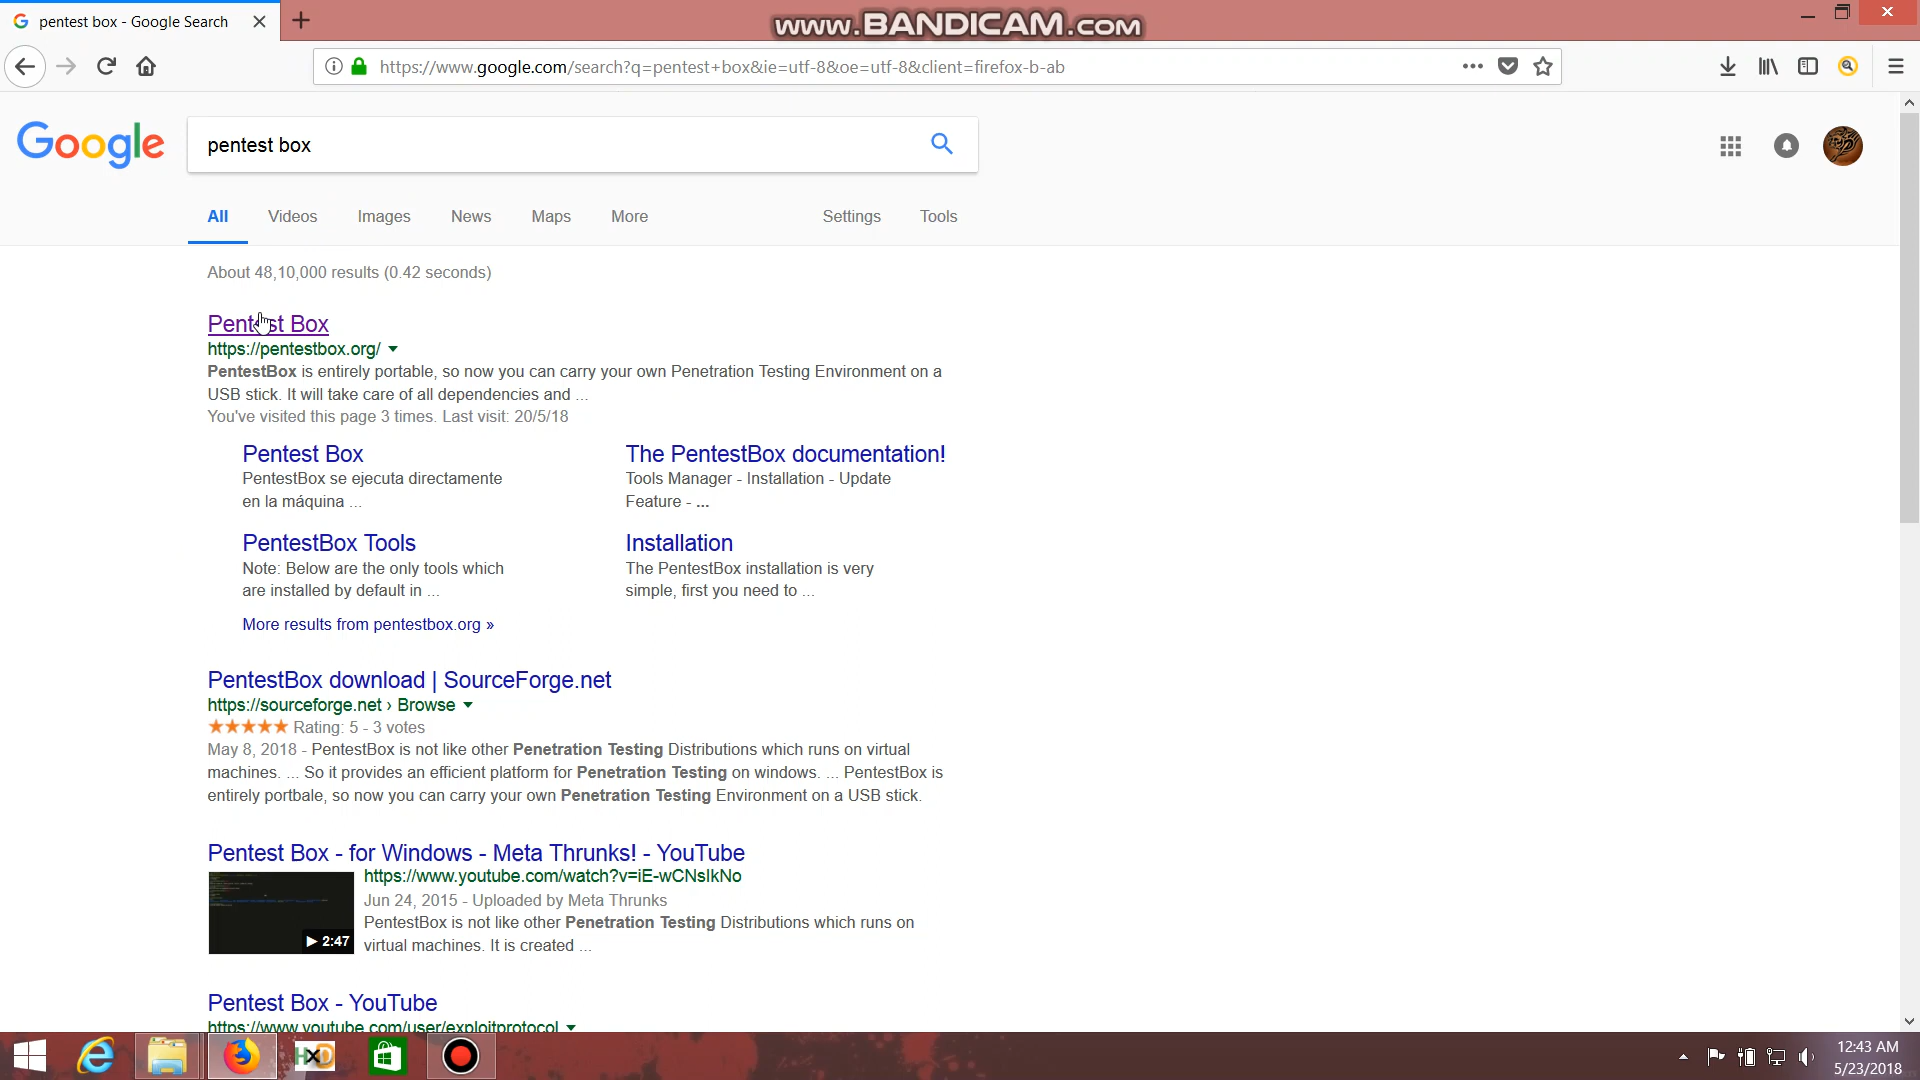 pentest box - Google Search
www.BANDICAM.com
https://www.google.com/search?q=pentest+box&ie=utf-8&oe=utf-8&client=firefox-b-ab
Google
pentest box
All Videos Images News Maps More Settings Tools
About 48,10,000 results (0.42 seconds)
Pentest Box
https://pentestbox.org/
PentestBox is entirely portable, so now you can carry your own Penetration Testing Environment on a
USB stick. It will take care of all dependencies and ...
You've visited this page 3 times. Last visit: 20/5/18
Pentest Box
PentestBox se ejecuta directamente
en la máquina ...
The PentestBox documentation!
Tools Manager - Installation - Update
Feature - ...
PentestBox Tools
Note: Below are the only tools which
are installed by default in ...
Installation
The PentestBox installation is very
simple, first you need to ...
More results from pentestbox.org »
PentestBox download | SourceForge.net
https://sourceforge.net › Browse
Rating: 5 - 3 votes
May 8, 2018 - PentestBox is not like other Penetration Testing Distributions which runs on virtual
machines. ... So it provides an efficient platform for Penetration Testing on windows. ... PentestBox is
entirely portbale, so now you can carry your own Penetration Testing Environment on a USB stick.
Pentest Box - for Windows - Meta Thrunks! - YouTube
https://www.youtube.com/watch?v=iE-wCNsIkNo
Jun 24, 2015 - Uploaded by Meta Thrunks
PentestBox is not like other Penetration Testing Distributions which runs on
virtual machines. It is created ...
2:47
Pentest Box - YouTube
https://www.youtube.com/user/exploitprotocol
HXD
12:43 AM
5/23/2018